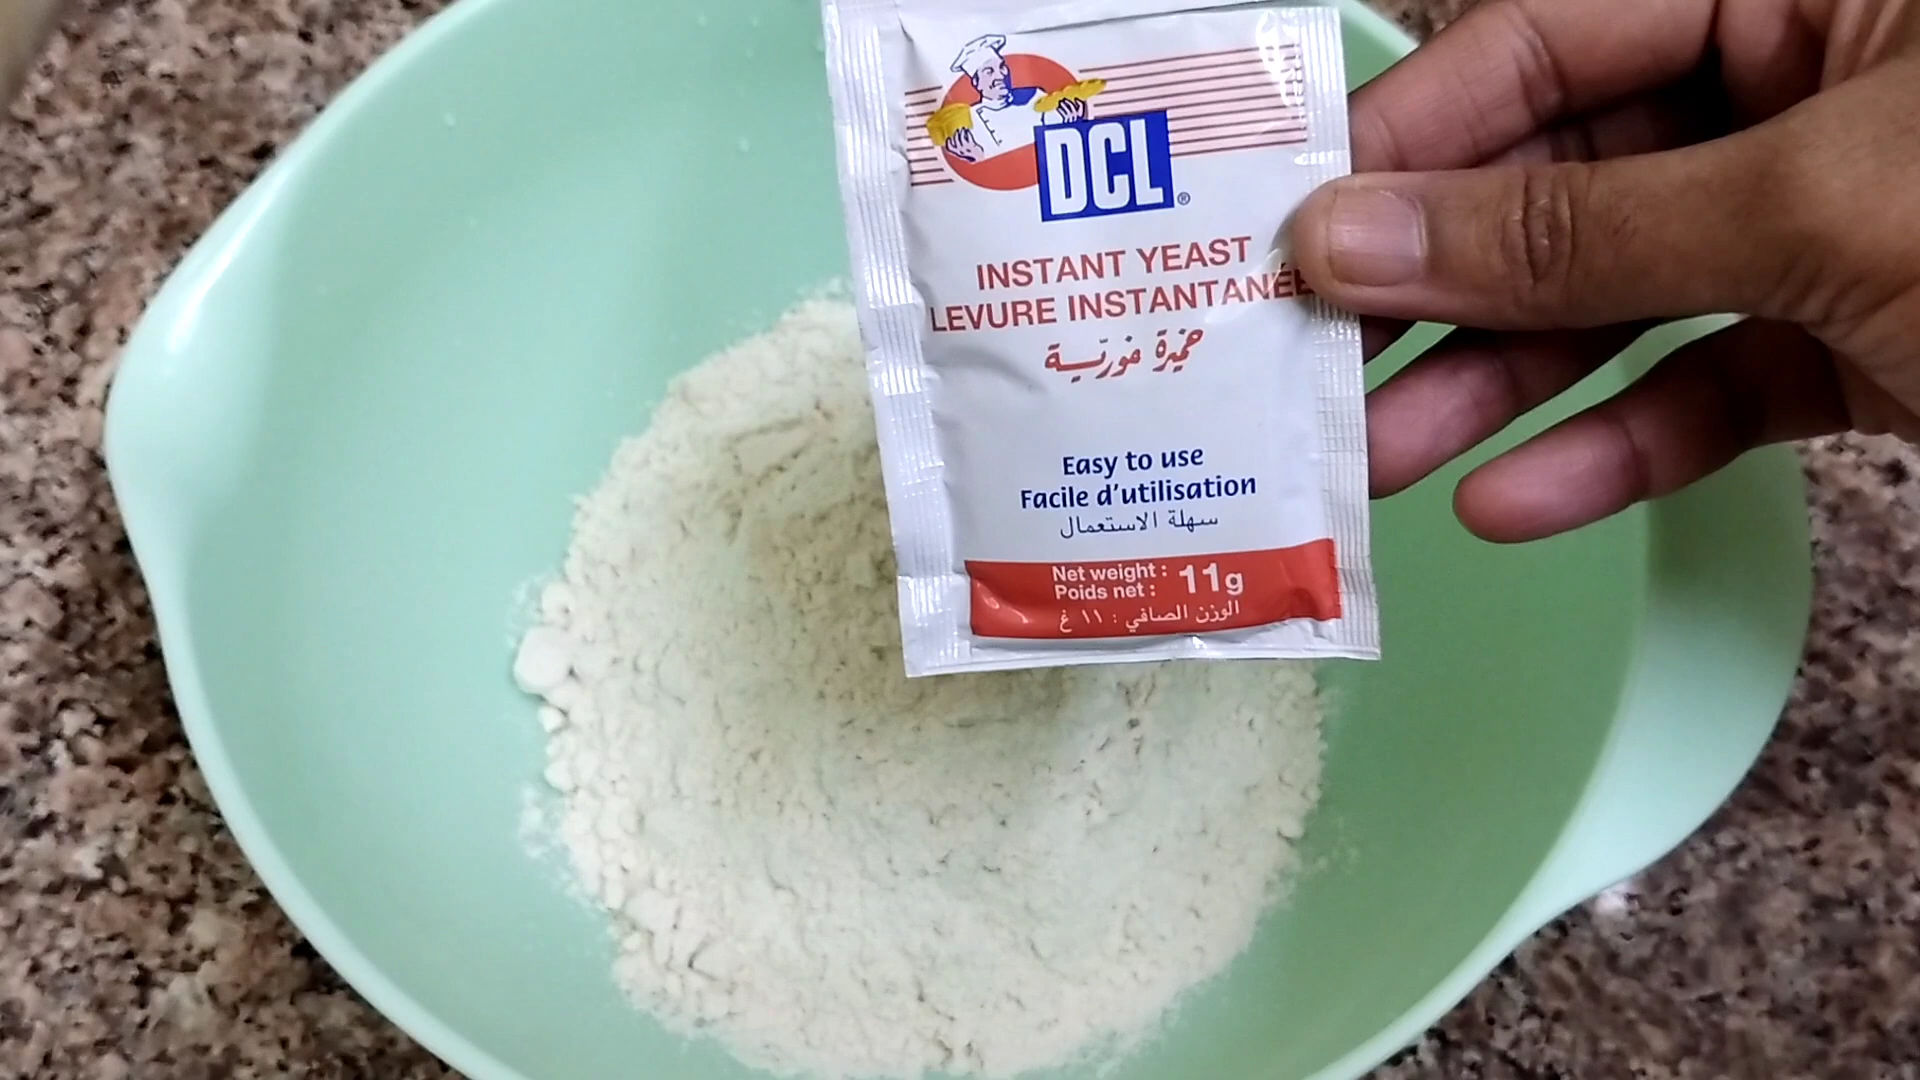 DCL®
INSTANT YEAST
LEVURE INSTANTANÉE
خميرة فورية
Easy to use
Facile d'utilisation
سهلة الاستعمال
Net weight : 11g
Poids net :
الوزن الصافي : ١١ غ